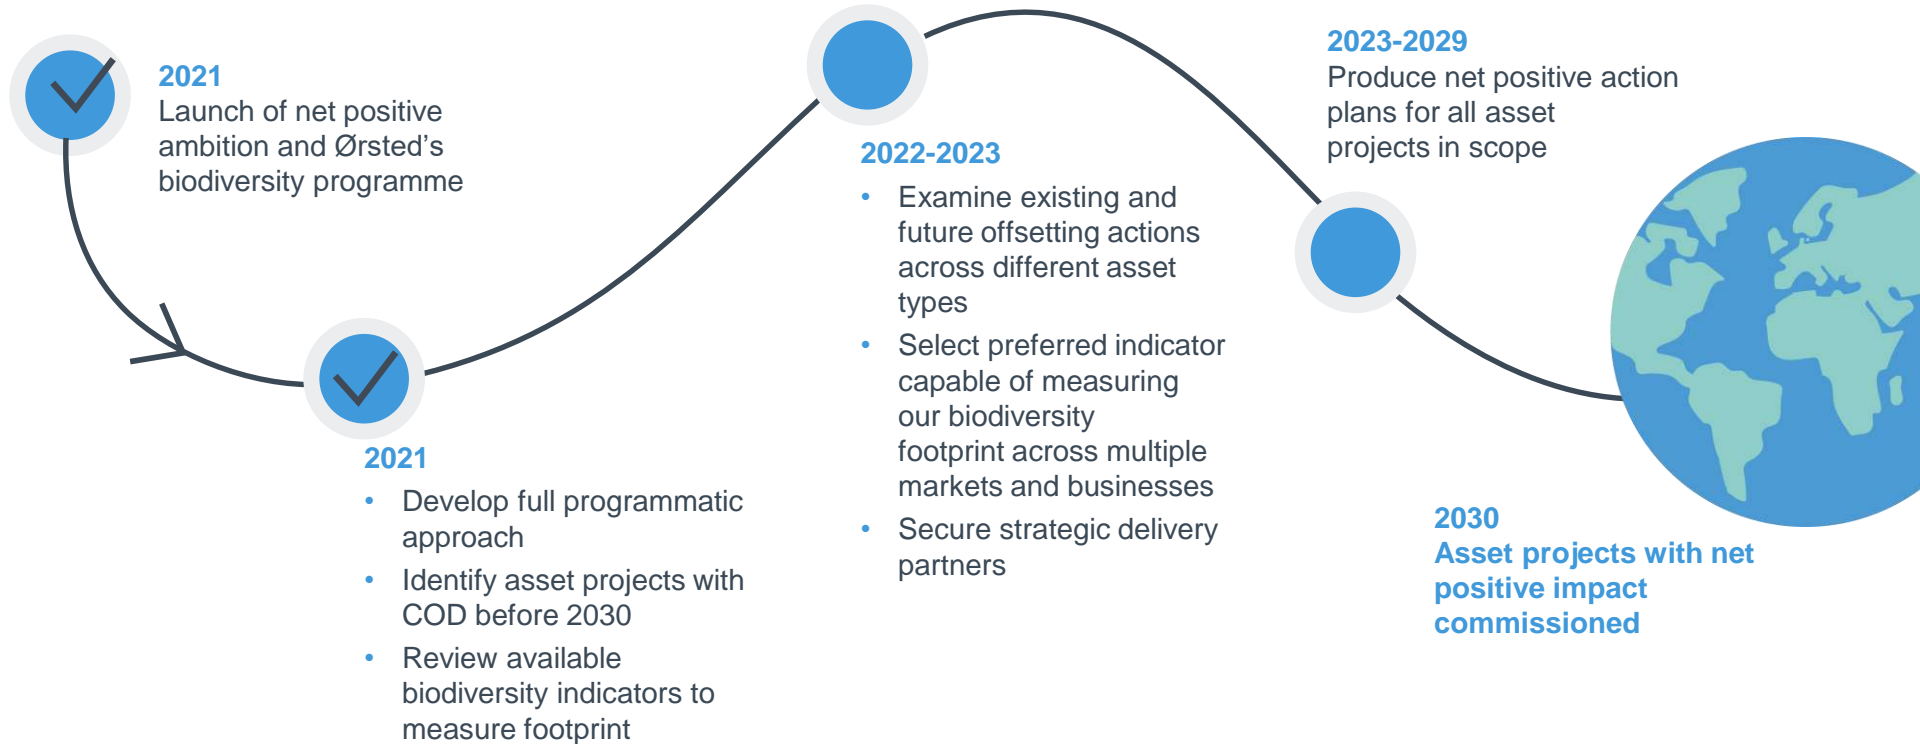 2021
Launch of net positive
ambition and Ørsted's
biodiversity programme
2021
• Develop full programmatic
approach
• Identify asset projects with
COD before 2030
• Review available
biodiversity indicators to
measure footprint
2022-2023
• Examine existing and
future offsetting actions
across different asset
types
• Select preferred indicator
capable of measuring
our biodiversity
footprint across multiple
markets and businesses
• Secure strategic delivery
partners
2023-2029
Produce net positive action
plans for all asset
projects in scope
2030
Asset projects with net
positive impact
commissioned